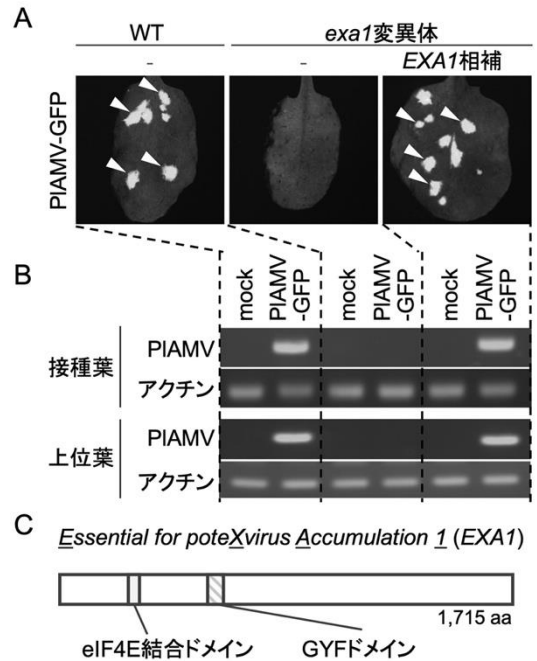 A
WT
exa1変異体
-
-
EXA1相補
PlAMV-GFP
B
mock
PlAMV
-GFP
mock
PlAMV
-GFP
mock
PlAMV
-GFP
接種葉
PlAMV
アクチン
上位葉
PlAMV
アクチン
C
Essential for poteXvirus Accumulation 1 (EXA1)
1,715 aa
eIF4E結合ドメイン
GYFドメイン